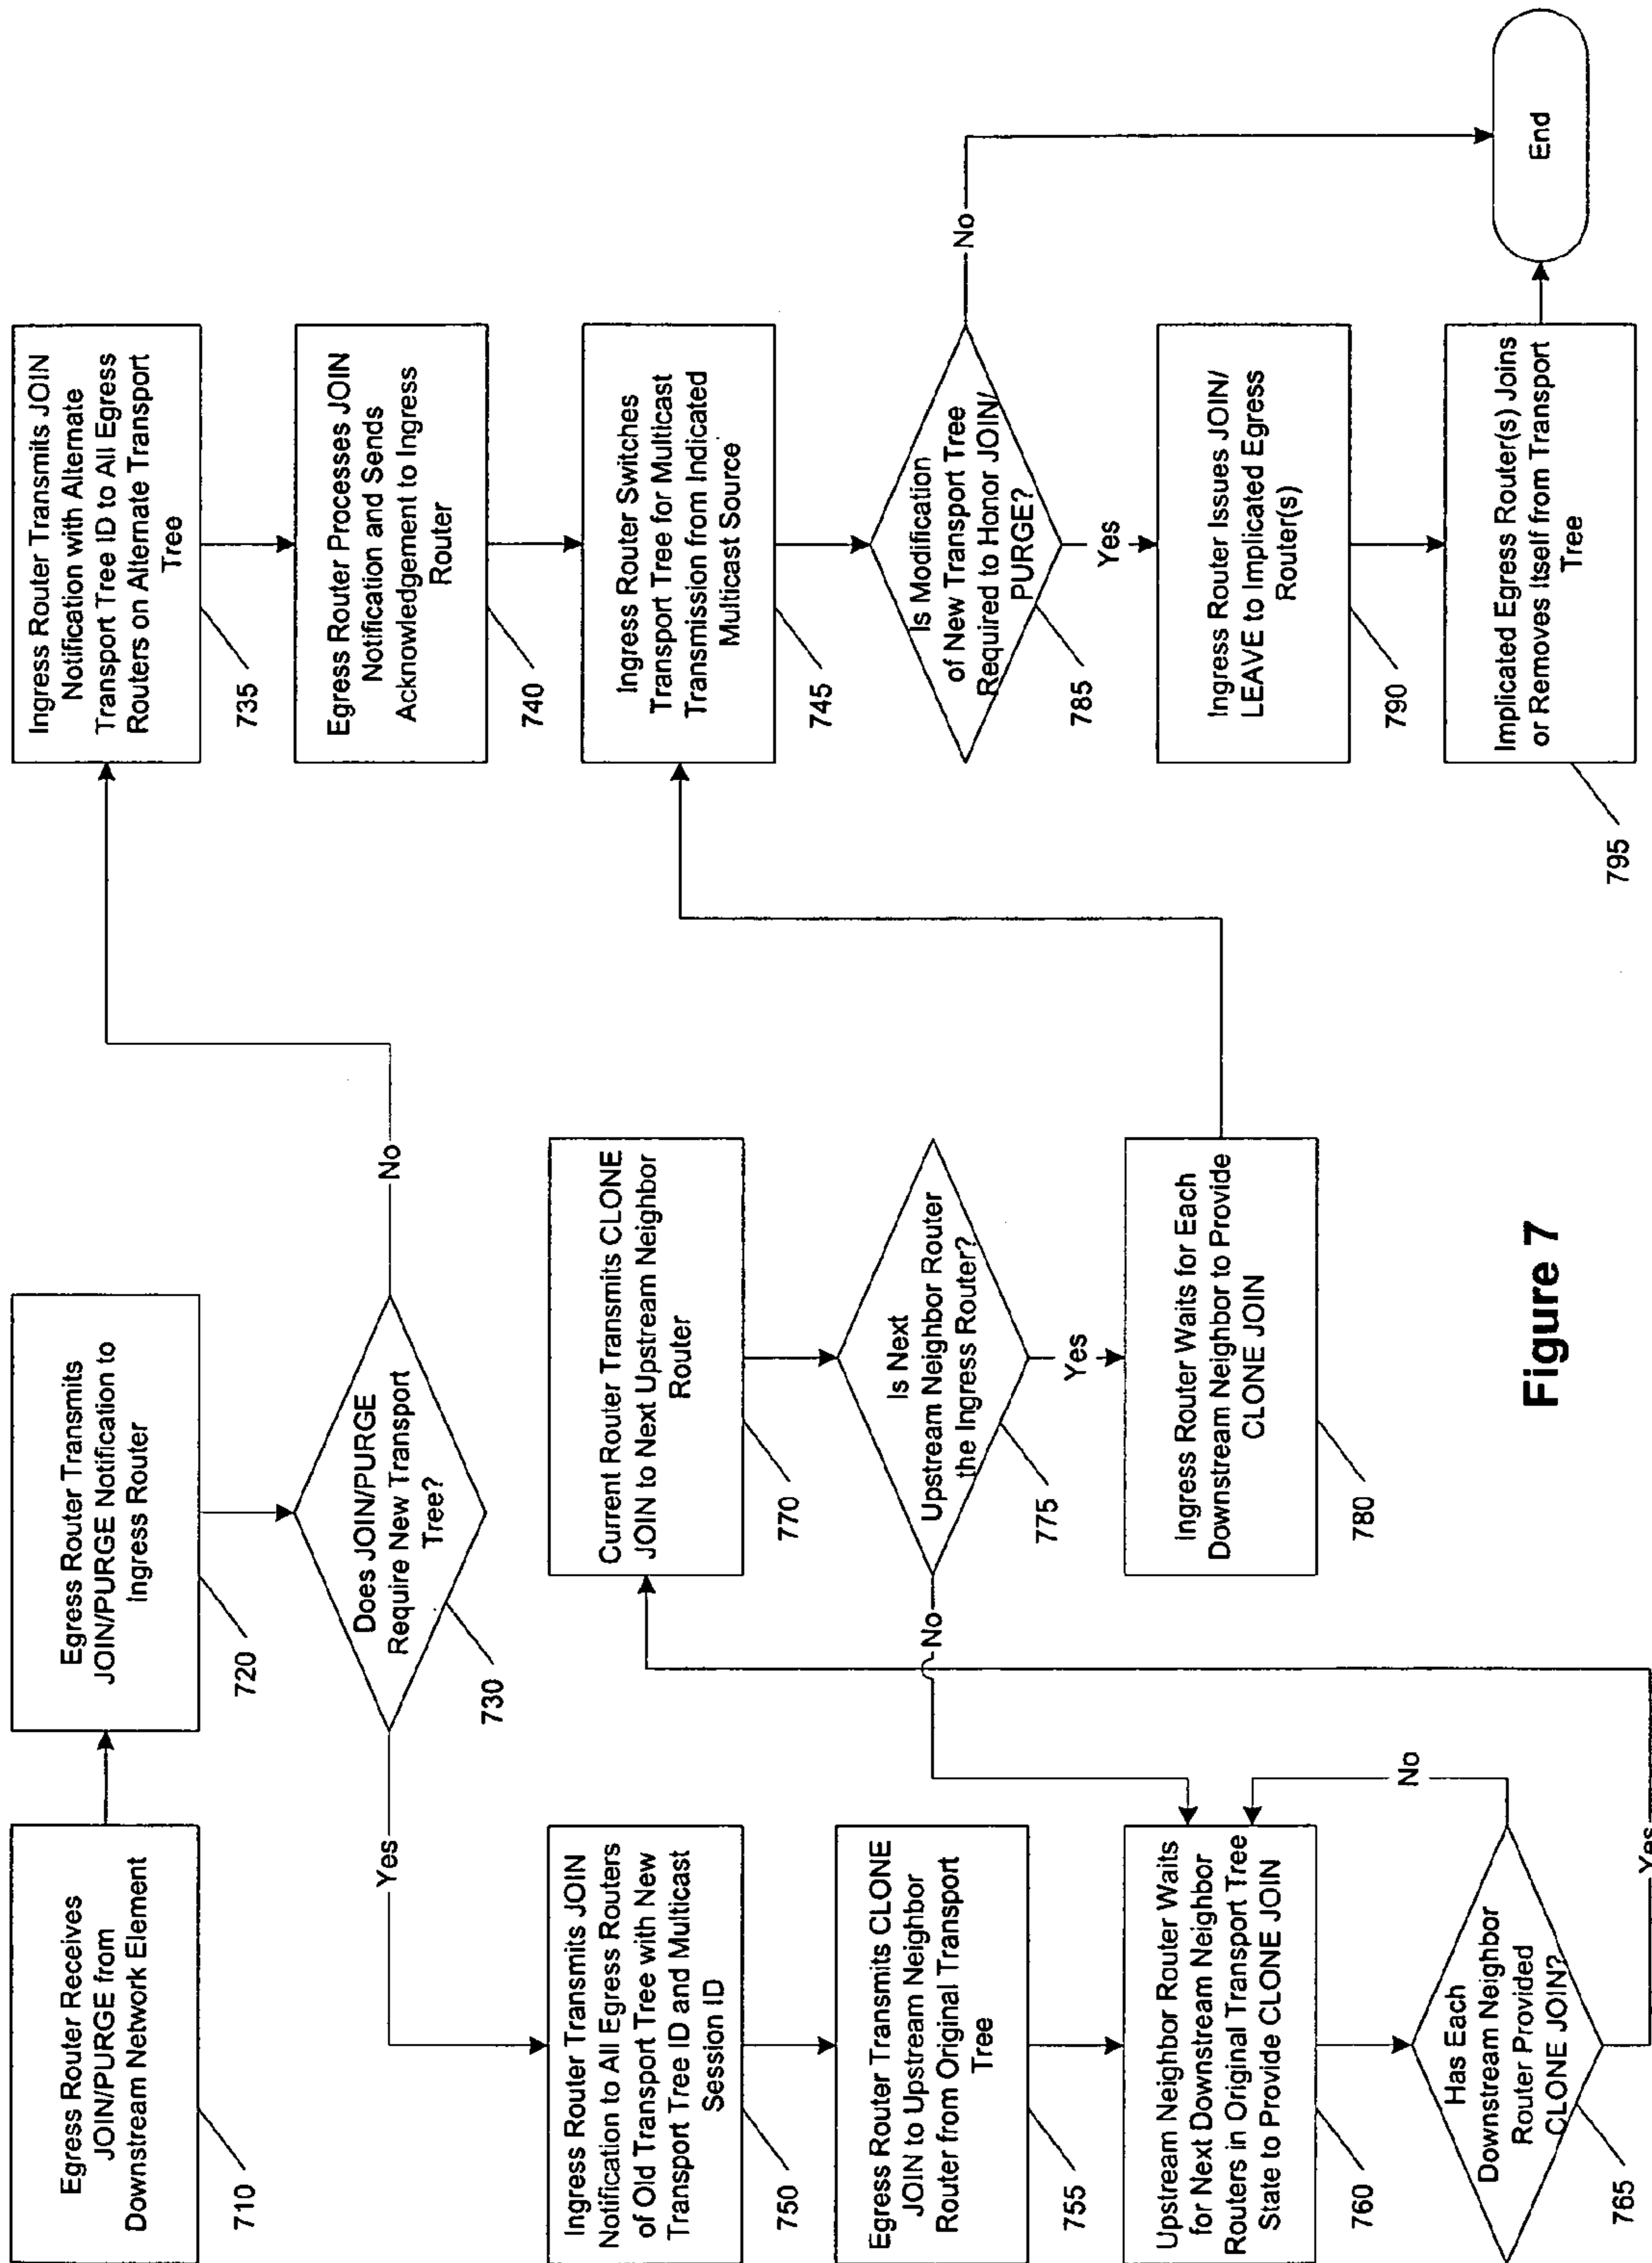 Egress Router Receives
JOIN/PURGE from
Downstream Network Element
710
Egress Router Transmits
JOIN/PURGE Notification to
Ingress Router
720
Does JOIN/PURGE
Require New Transport
Tree?
730
No
Yes
Ingress Router Transmits JOIN
Notification with Alternate
Transport Tree ID to All Egress
Routers on Alternate Transport
Tree
735
Egress Router Processes JOIN
Notification and Sends
Acknowledgement to Ingress
Router
740
Ingress Router Switches
Transport Tree for Multicast
Transmission from Indicated
Multicast Source
745
Ingress Router Transmits JOIN
Notification to All Egress Routers
of Old Transport Tree with New
Transport Tree ID and Multicast
Session ID
750
Egress Router Transmits CLONE
JOIN to Upstream Neighbor
Router from Original Transport
Tree
755
Upstream Neighbor Router Waits
for Next Downstream Neighbor
Routers in Original Transport Tree
State to Provide CLONE JOIN
760
Has Each
Downstream Neighbor
Router Provided
CLONE JOIN?
765
No
Yes
Current Router Transmits CLONE
JOIN to Next Upstream Neighbor
Router
770
Is Next
Upstream Neighbor Router
the Ingress Router?
775
No
Yes
Ingress Router Waits for Each
Downstream Neighbor to Provide
CLONE JOIN
780
Is Modification
of New Transport Tree
Required to Honor JOIN/
PURGE?
785
No
Yes
Ingress Router Issues JOIN/
LEAVE to Implicated Egress
Router(s)
790
Implicated Egress Router(s) Joins
or Removes Itself from Transport
Tree
795
End
Figure 7